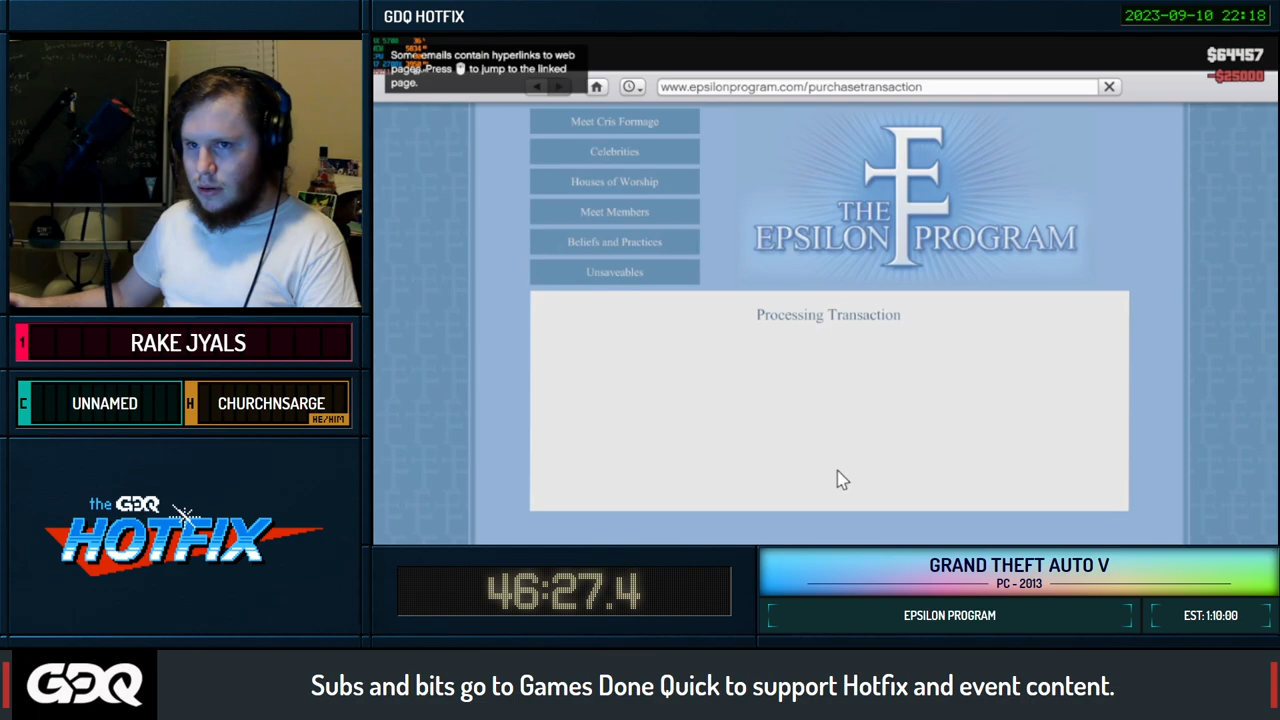 GDQ HOTFIX
2023-09-10 22:18
Some emails contain hyperlinks to web
page. Press to jump to the linked
page.
$64457
-$25000
www.epsilonprogram.com/purchasetransaction
Meet Cris Formage
Celebrities
Houses of Worship
Meet Members
Beliefs and Practices
Unsaveables
THE
EPSILON PROGRAM
Processing Transaction
1 RAKE JYALS
C UNNAMED
H CHURCHNSARGE
HE/HIM
the GDQ
HOTFIX
46:27.4
GRAND THEFT AUTO V
PC - 2013
EPSILON PROGRAM
EST: 1:10:00
GDQ
Subs and bits go to Games Done Quick to support Hotfix and event content.